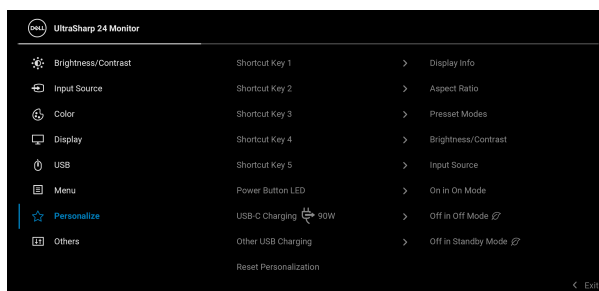 DELL UltraSharp 24 Monitor
Brightness/Contrast Shortcut Key 1 > Display Info
Input Source Shortcut Key 2 > Aspect Ratio
Color Shortcut Key 3 > Presset Modes
Display Shortcut Key 4 > Brightness/Contrast
USB Shortcut Key 5 > Input Source
Menu Power Button LED > On in On Mode
Personalize USB-C Charging 90W > Off in Off Mode
Others Other USB Charging > Off in Standby Mode
Reset Personalization
< Exit